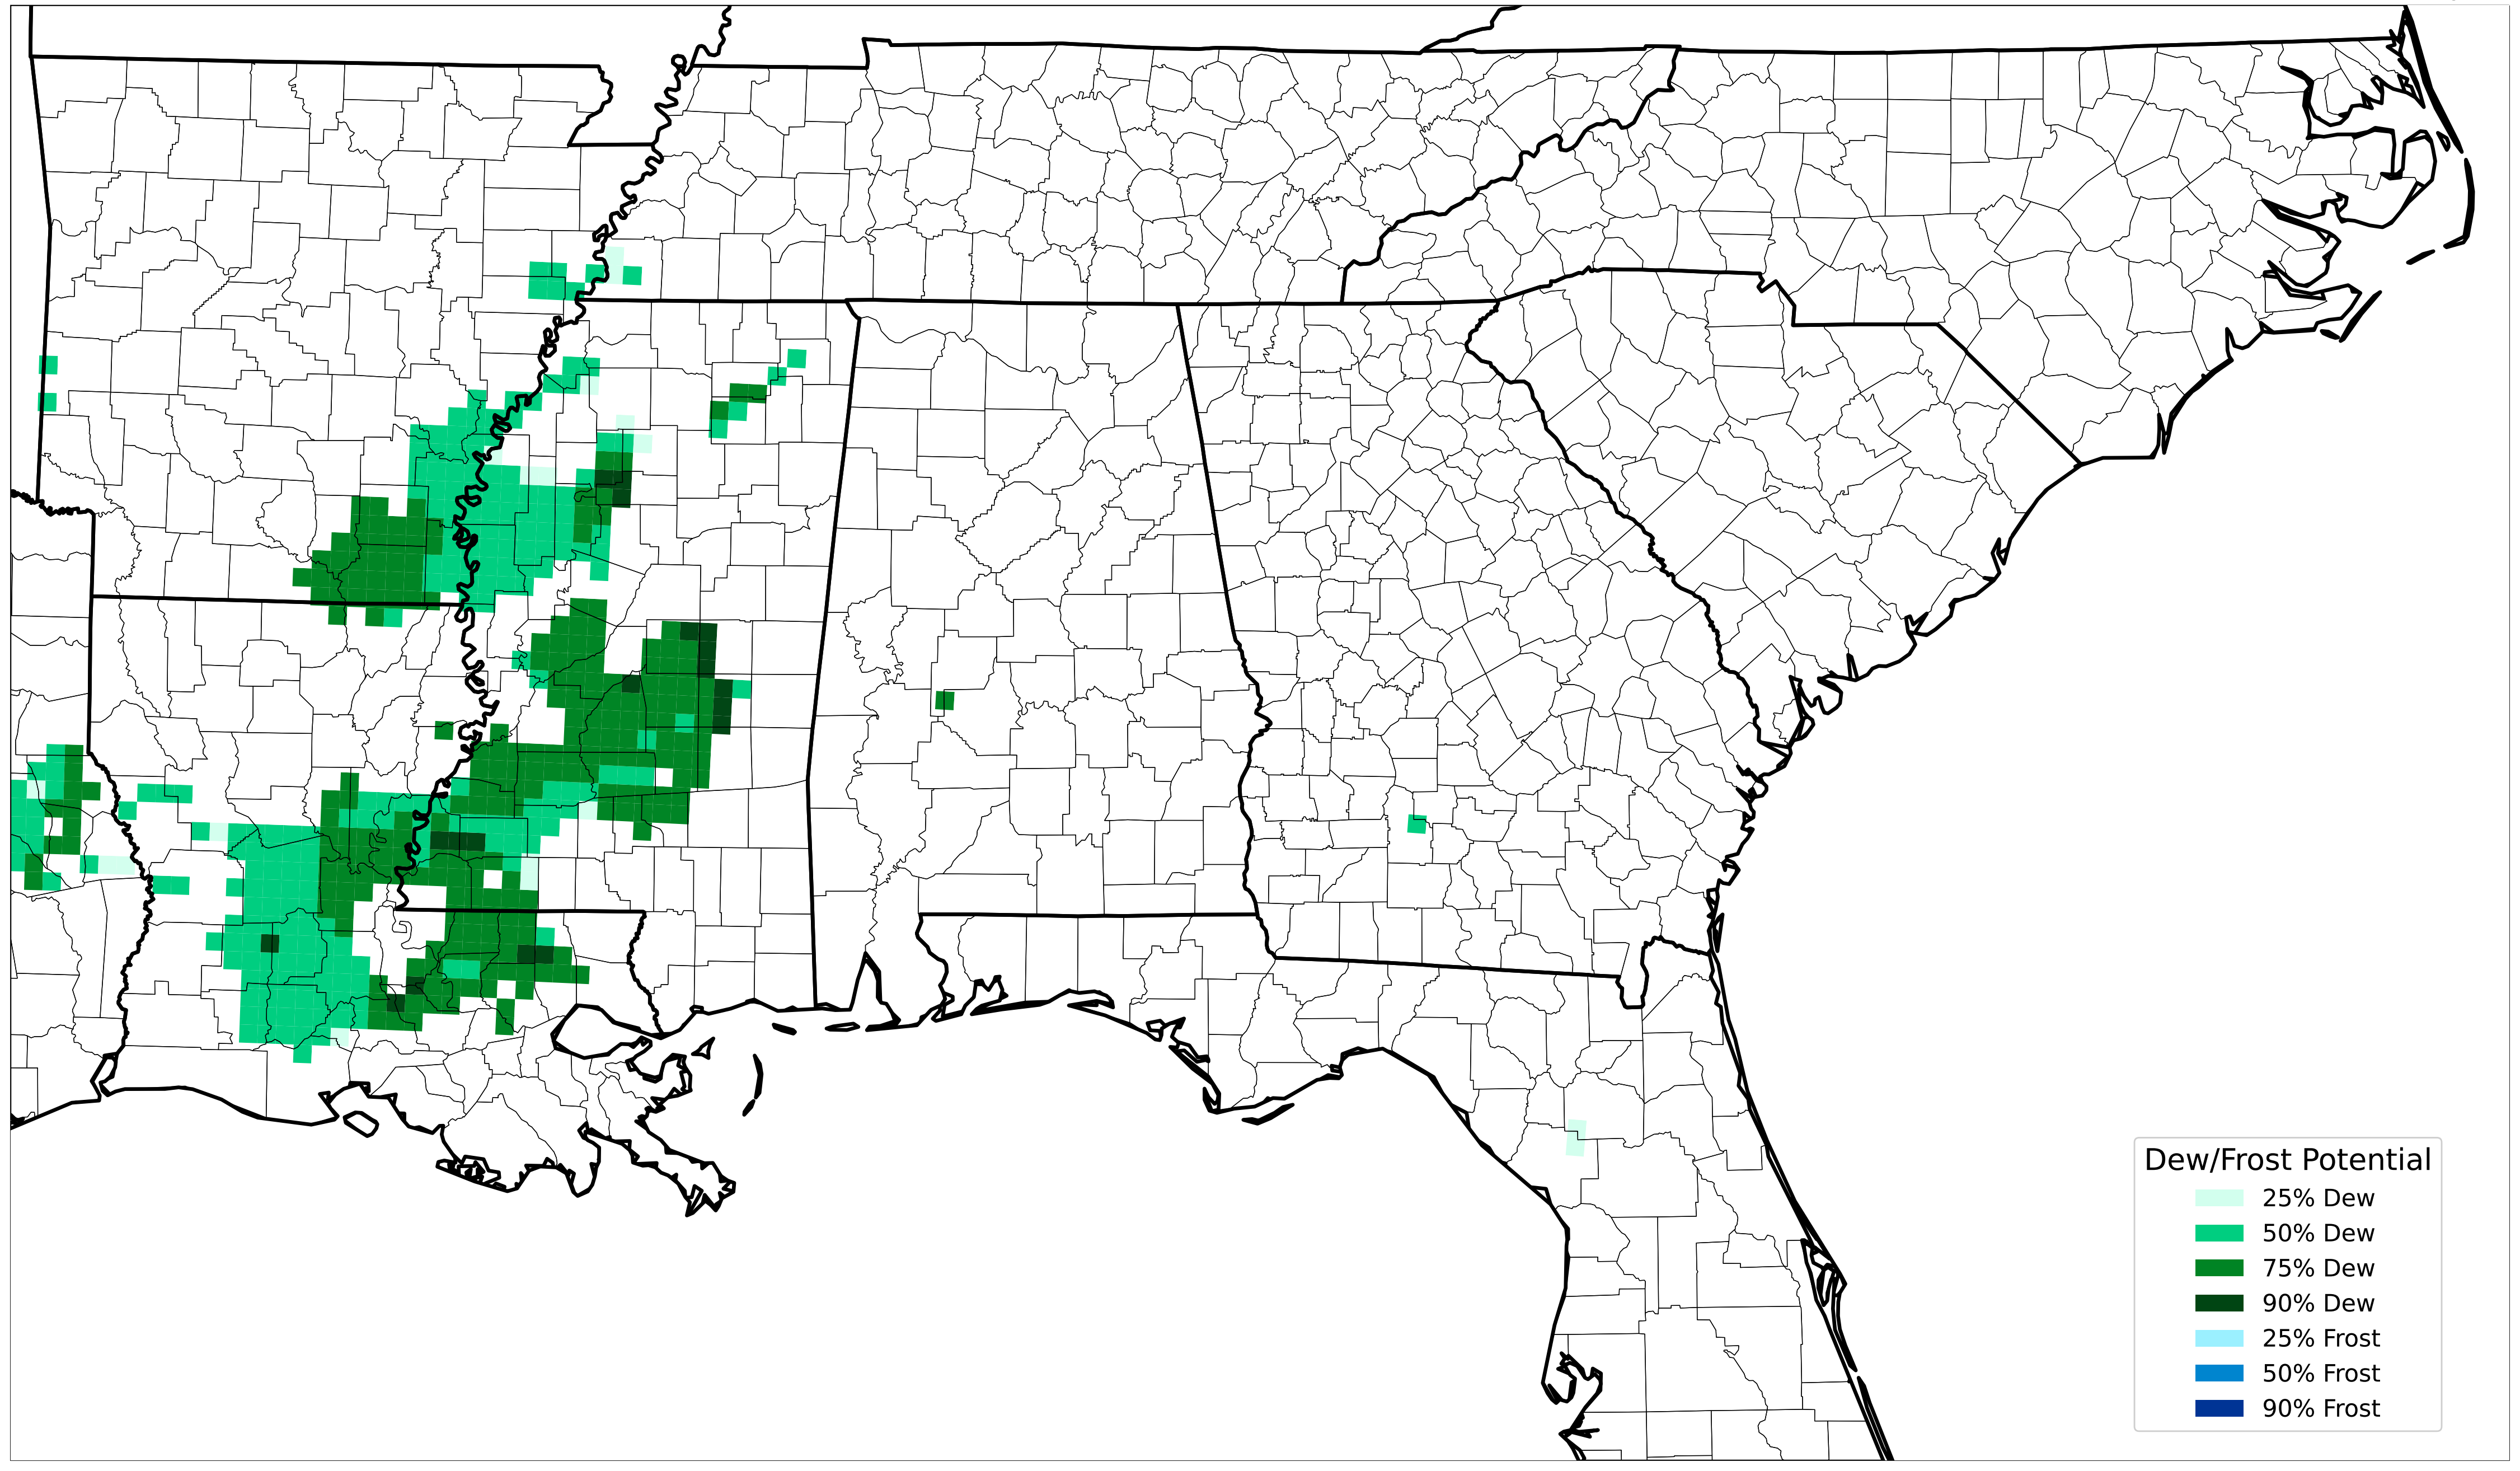 Dew/Frost Potential
25% Dew
50% Dew
75% Dew
90% Dew
25% Frost
50% Frost
90% Frost